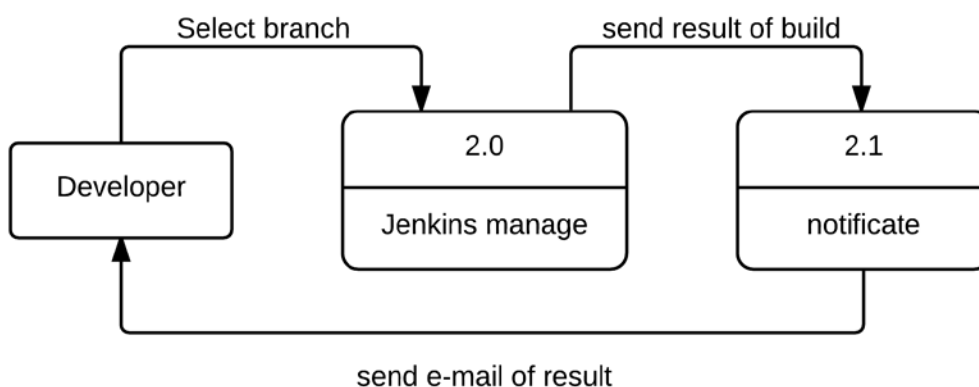 Select branch
send result of build
2.0
2.1
Developer
Jenkins manage
notificate
send e-mail of result